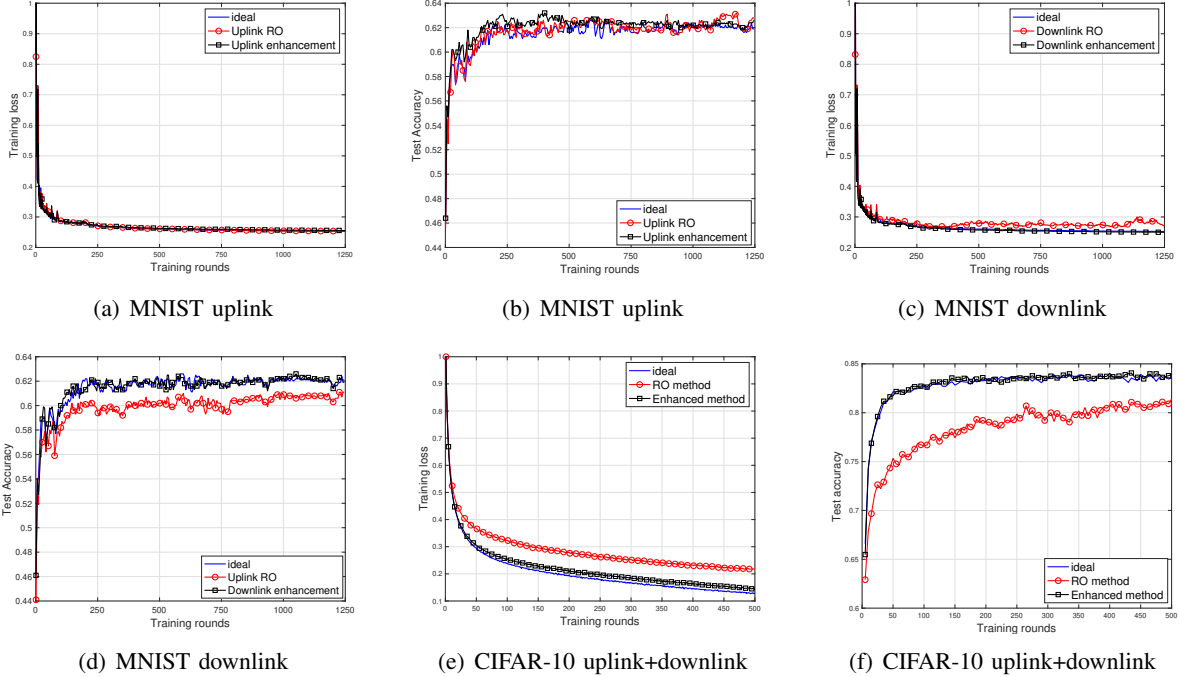 1
0.9
0.8
0.7
0.6
0.5
0.4
0.3
0.2
Training loss
0 250 500 750 1000 1250
Training rounds
ideal
Uplink RO
Uplink enhancement
(a) MNIST uplink
0.64
0.62
0.6
0.58
0.56
0.54
0.52
0.5
0.48
0.46
0.44
Test Accuracy
0 250 500 750 1000 1250
Training rounds
ideal
Uplink RO
Uplink enhancement
(b) MNIST uplink
1
0.9
0.8
0.7
0.6
0.5
0.4
0.3
0.2
Training loss
0 250 500 750 1000 1250
Training rounds
ideal
Downlink RO
Downlink enhancement
(c) MNIST downlink
0.64
0.62
0.6
0.58
0.56
0.54
0.52
0.5
0.48
0.46
0.44
Test Accuracy
0 250 500 750 1000 1250
Training rounds
ideal
Uplink RO
Downlink enhancement
(d) MNIST downlink
1
0.9
0.8
0.7
0.6
0.5
0.4
0.3
0.2
0.1
Training loss
0 50 100 150 200 250 300 350 400 450 500
Training rounds
ideal
RO method
Enhanced method
(e) CIFAR-10 uplink+downlink
0.85
0.8
0.75
0.7
0.65
0.6
Test accuracy
0 50 100 150 200 250 300 350 400 450 500
Training rounds
ideal
RO method
Enhanced method
(f) CIFAR-10 uplink+downlink